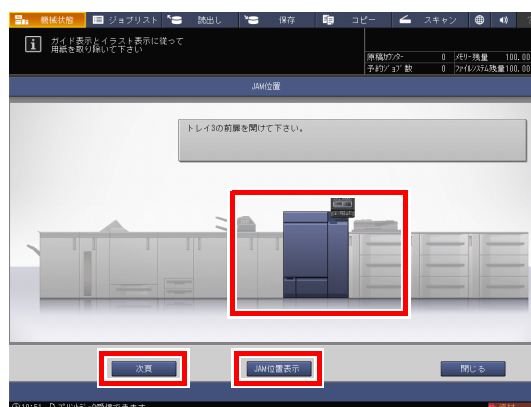 機械状態 ジョブリスト 読出し 保存 コピー スキャン
ガイド表示とイラスト表示に従って
用紙を取り除いて下さい
原稿カウンター 0 メモリー残量 100.00
予約ジョブ数 0 ファイルシステム残量100.00
JAM位置
トレイ3の前扉を開けて下さい。
次頁 JAM位置表示 閉じる